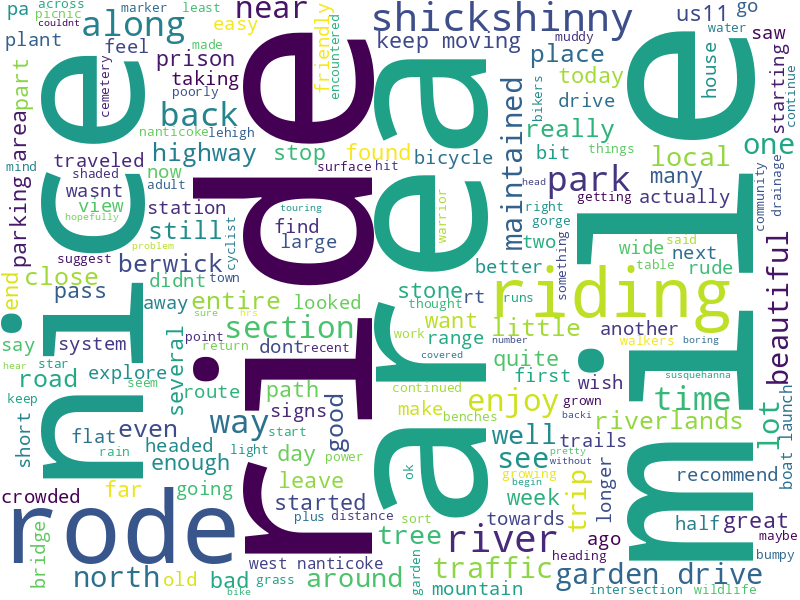 nice
ride
area
mile
rode
riding
shickshinny
along
near
us11
go
pa
across
least
picnic
couldnt
marker
easy
friendly
encountered
keep moving
muddy
water
saw
plant
feel
made
prison
taking
place
house
starting
continue
part
area
cemetery
poorly
back
maintained
bikers
today
drive
really
one
nanticoke
lehigh
highway
stop
found
bicycle
bit
things
local
mind
traveled
shaded
now
surface
hit
park
many
community
drainage
parking
wasnt
adult
view
hopefully
station
touring
find
large
warrior
head
right
gorge
getting
actually
suggest
still
cyclist
two
something
wide
said
next
problem
berwick
didnt
town
better
table
rude
beautiful
end
close
pass
away
entire
looked
stone
rt
runs
riding
say
system
several
sure
hrs
section
thought
want
little
another
walkers
boring
point
recent
dont
work
range
number
hear
star
explore
return
covered
quite
susquehanna
road
seem
route
path
continued
first
wish
time
keep
signs
good
make
enjoy
grown
riverlands
lot
short
flat
even
way
start
benches
backi
boat launch
rain
headed
light
day
power
tree
well
see
trails
pretty
without
enough
ok
growing
longer
recommend
crowded
far
going
leave
started
begin
week
trip
plus
distance
sort
towards
half
great
river
ago
maybe
bridge
north
old
west nanticoke
garden
heading
bumpy
bad
grass
around
traffic
garden drive
bike
mountain
intersection
wildlife